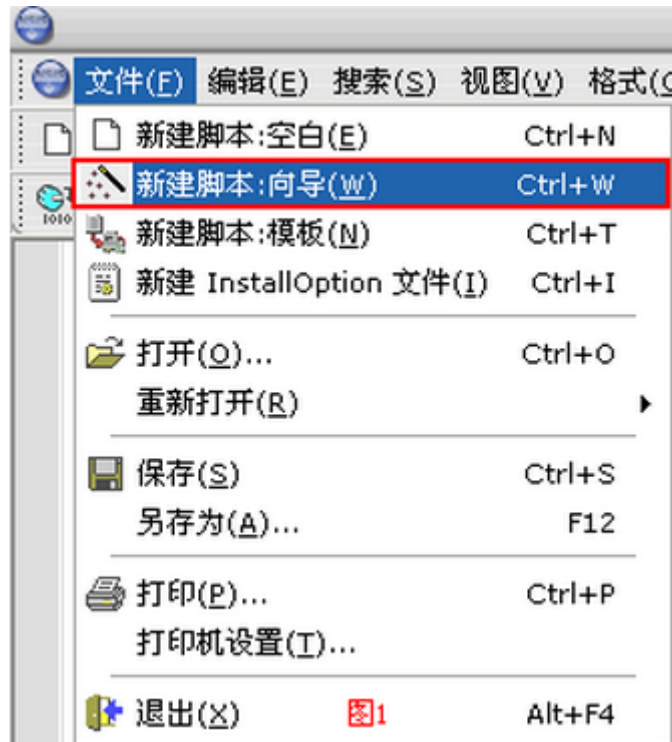 文件(F) 编辑(E) 搜索(S) 视图(V) 格式(
新建脚本:空白(E) Ctrl+N
新建脚本:向导(W) Ctrl+W
新建脚本:模板(N) Ctrl+T
新建 InstallOption 文件(I) Ctrl+I
打开(O)... Ctrl+O
重新打开(R)
保存(S) Ctrl+S
另存为(A)... F12
打印(P)... Ctrl+P
打印机设置(T)...
退出(X) 图1 Alt+F4
1010